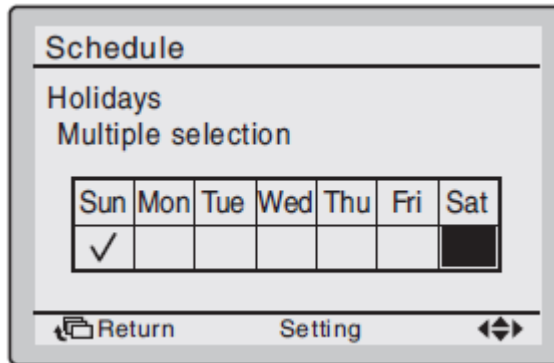 Schedule
Holidays
Multiple selection
Sun Mon Tue Wed Thu Fri Sat
Return Setting